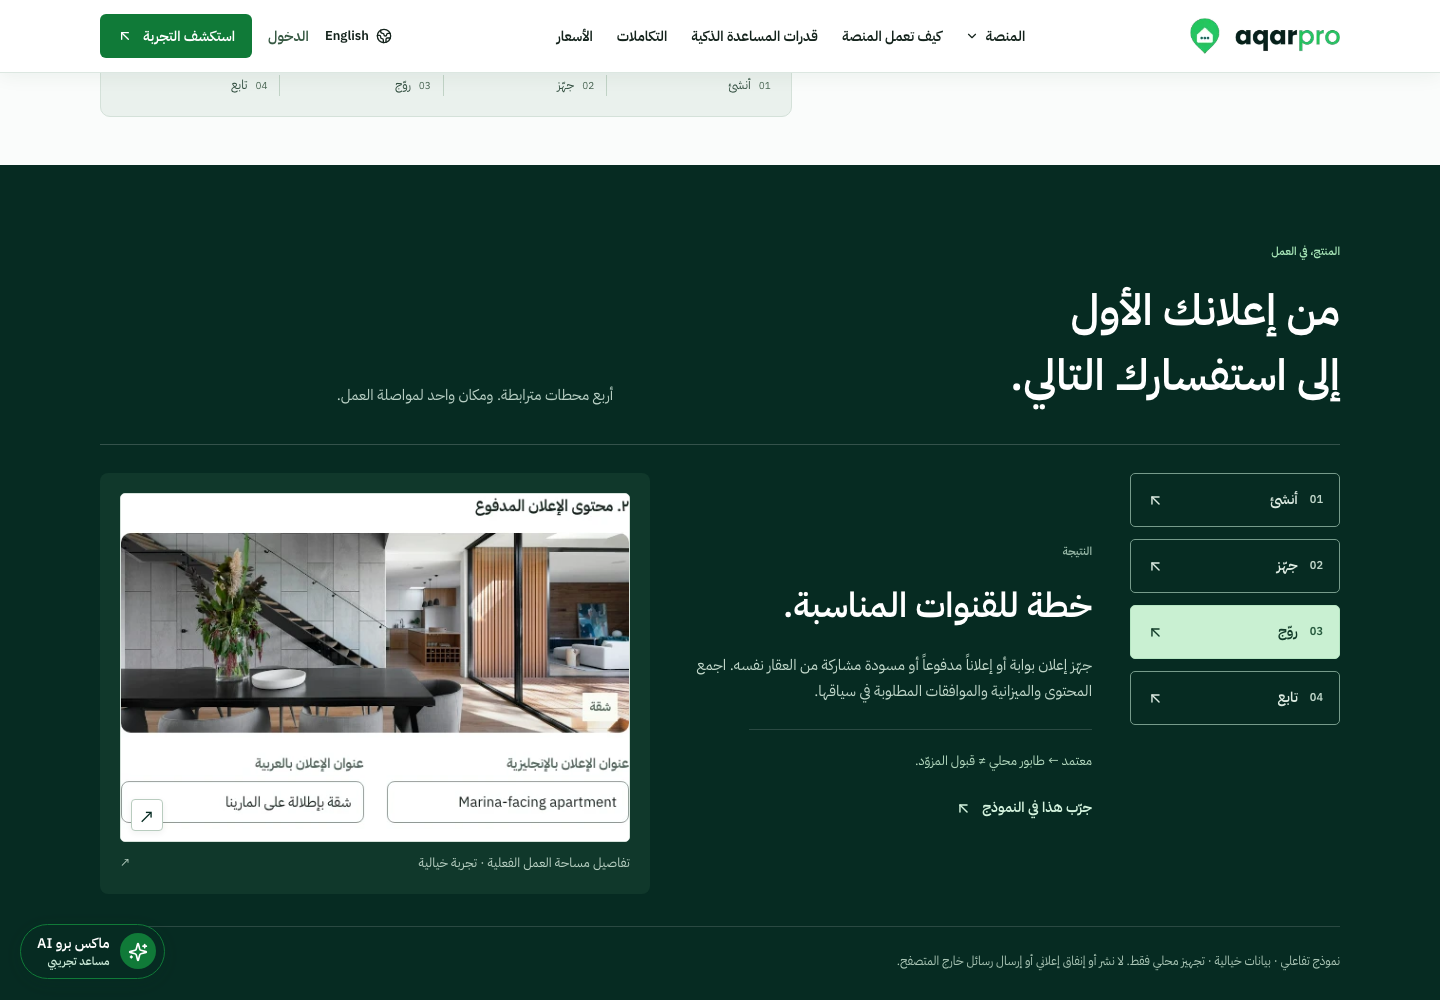 aqarpro
المنصة
كيف تعمل المنصة
قدرات المساعدة الذكية
التكاملات
الأسعار
English
الدخول
استكشف التجربة
01 أنشئ
02 جهّز
03 روّج
04 تابع
المنتج، في العمل
من إعلانك الأول
إلى استفسارك التالي.
أربع محطات مترابطة. ومكان واحد لمواصلة العمل.
01 أنشئ
02 جهّز
03 روّج
04 تابع
النتيجة
خطة للقنوات المناسبة.
جهّز إعلان بوابة أو إعلاناً مدفوعاً أو مسودة مشاركة من العقار نفسه. اجمع
المحتوى والميزانية والموافقات المطلوبة في سياقها.
معتمد ← طابور محلي ≠ قبول المزوّد.
جرّب هذا في النموذج
٢. محتوى الإعلان المدفوع
شقة
عنوان الإعلان بالإنجليزية
عنوان الإعلان بالعربية
Marina-facing apartment
شقة بإطلالة على المارينا
تفاصيل مساحة العمل الفعلية · تجربة خيالية ↗
نموذج تفاعلي · بيانات خيالية · تجهيز محلي فقط. لا نشر أو إنفاق إعلاني أو إرسال رسائل خارج المتصفح.
ماكس برو AI
مساعد تجريبي